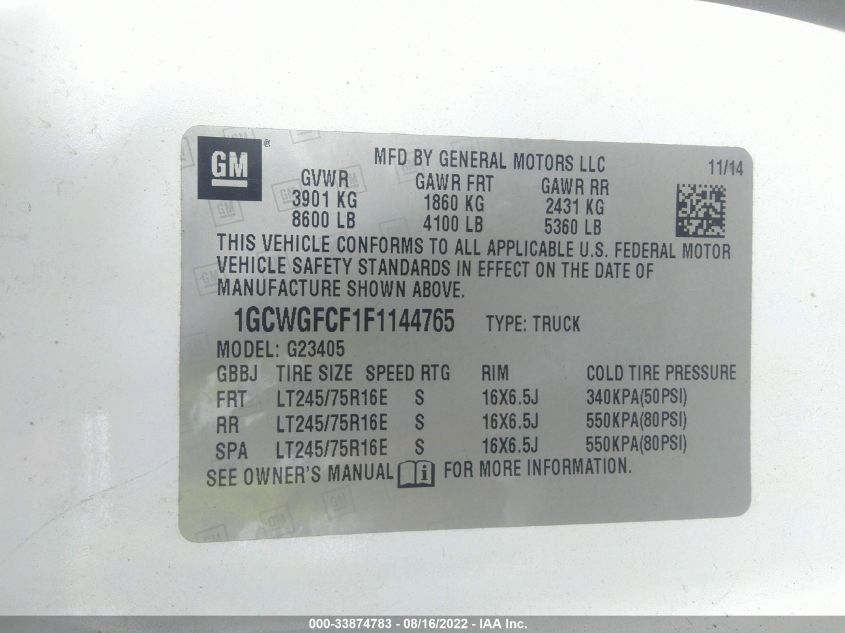 GM®
MFD BY GENERAL MOTORS LLC 11/14
GVWR GAWR FRT GAWR RR
3901 KG 1860 KG 2431 KG
8600 LB 4100 LB 5360 LB
THIS VEHICLE CONFORMS TO ALL APPLICABLE U.S. FEDERAL MOTOR
VEHICLE SAFETY STANDARDS IN EFFECT ON THE DATE OF
MANUFACTURE SHOWN ABOVE.
1GCWGFCF1F1144765 TYPE: TRUCK
MODEL: G23405
GBBJ TIRE SIZE SPEED RTG RIM COLD TIRE PRESSURE
FRT LT245/75R16E S 16X6.5J 340KPA(50PSI)
RR LT245/75R16E S 16X6.5J 550KPA(80PSI)
SPA LT245/75R16E S 16X6.5J 550KPA(80PSI)
SEE OWNER'S MANUAL i FOR MORE INFORMATION.
000-33874783 - 08/16/2022 - IAA Inc.